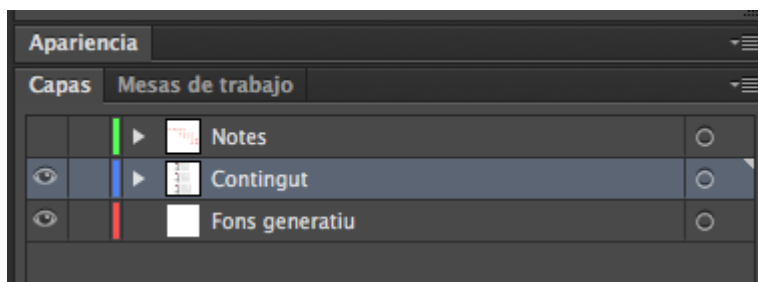 Apariencia
Capas Mesas de trabajo
Notes
Contingut
Fons generatiu